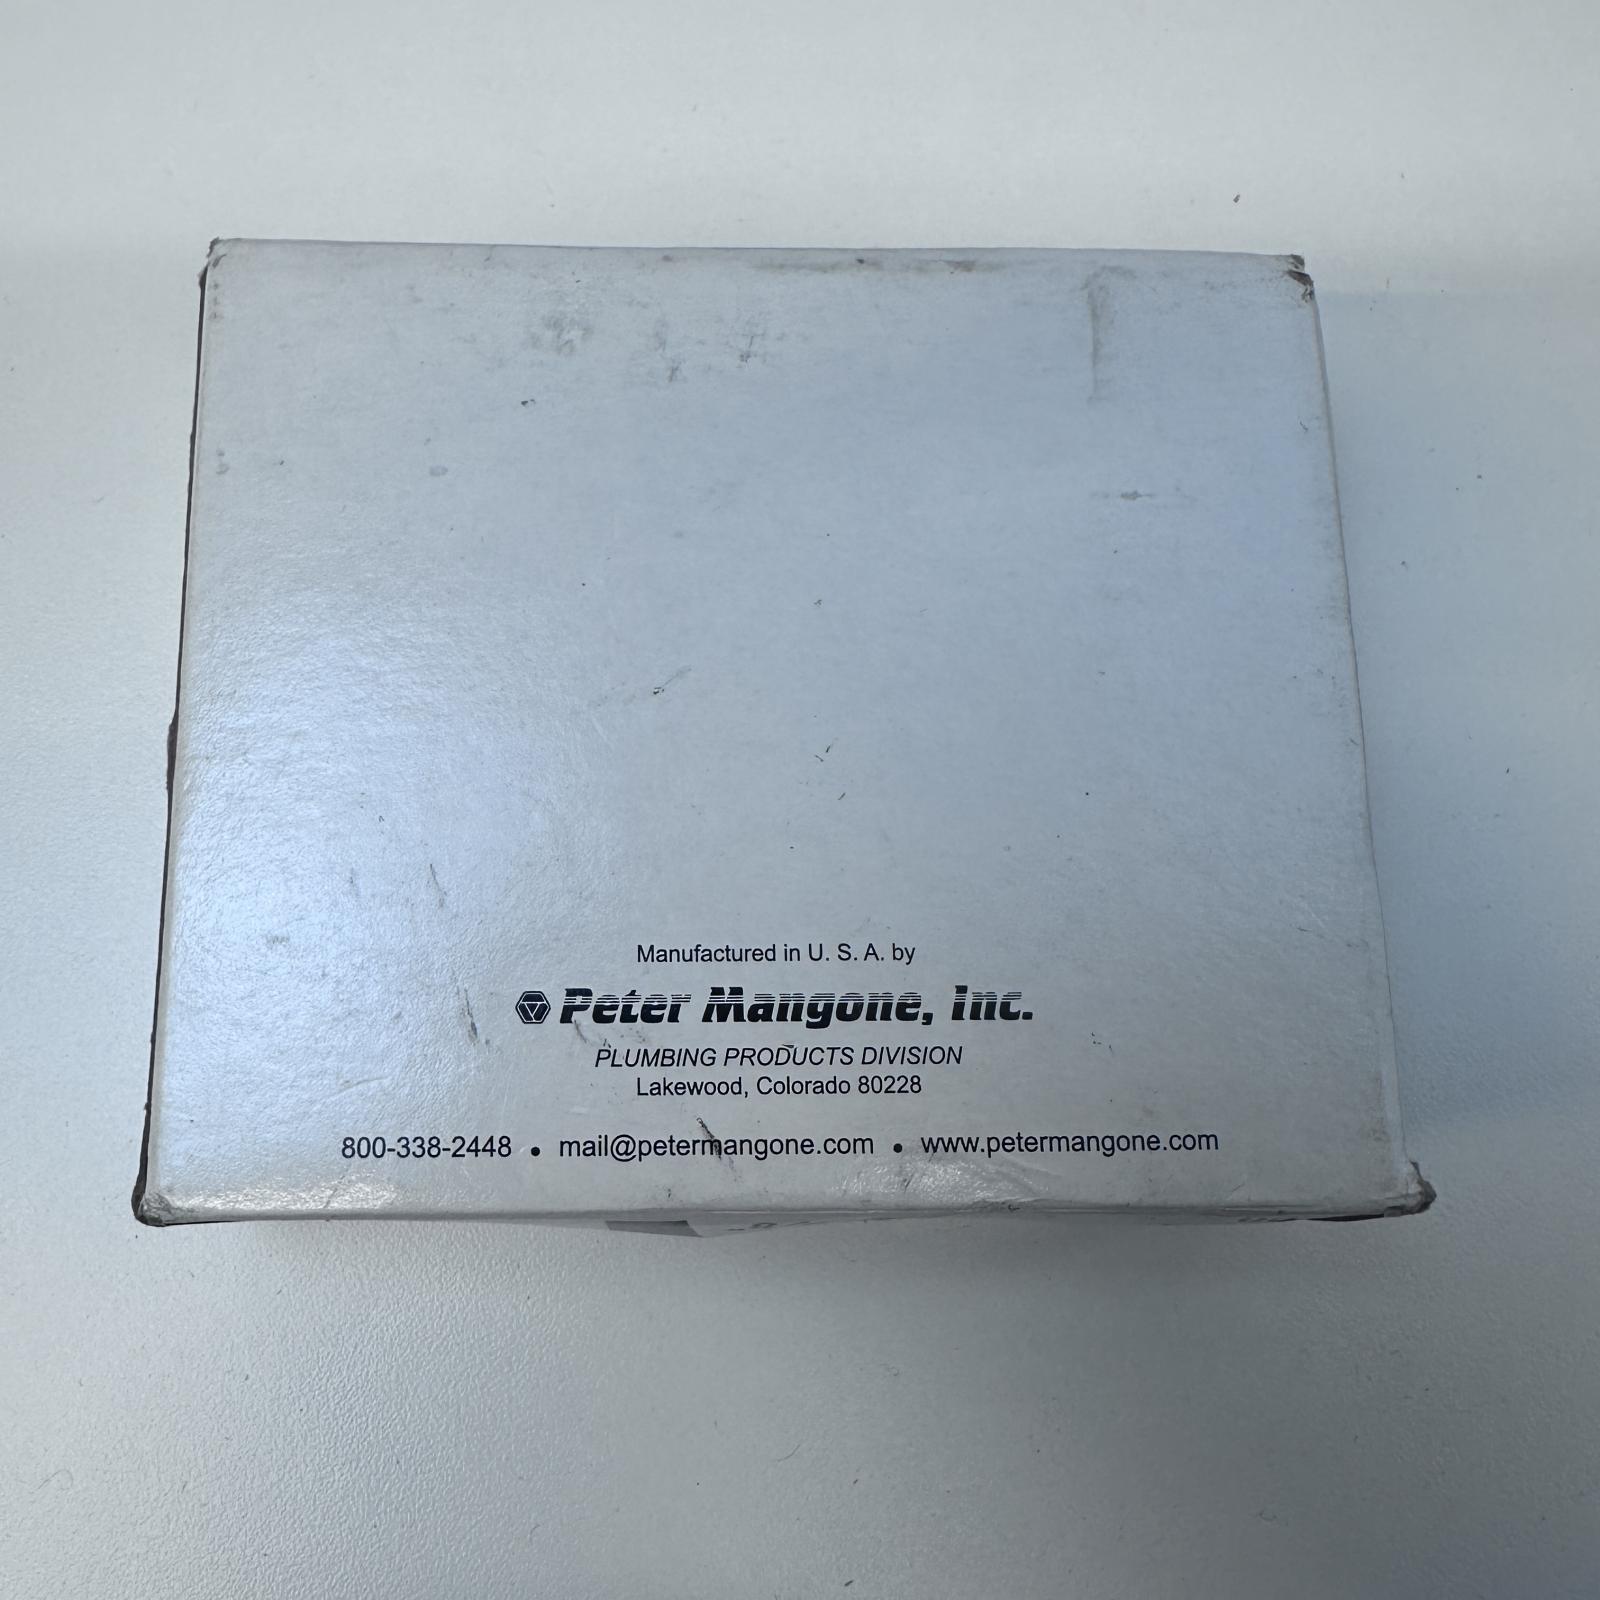 Manufactured in U. S. A. by
Peter Mangone, Inc.
PLUMBING PRODUCTS DIVISION
Lakewood, Colorado 80228
800-338-2448 • mail@petermangone.com • www.petermangone.com